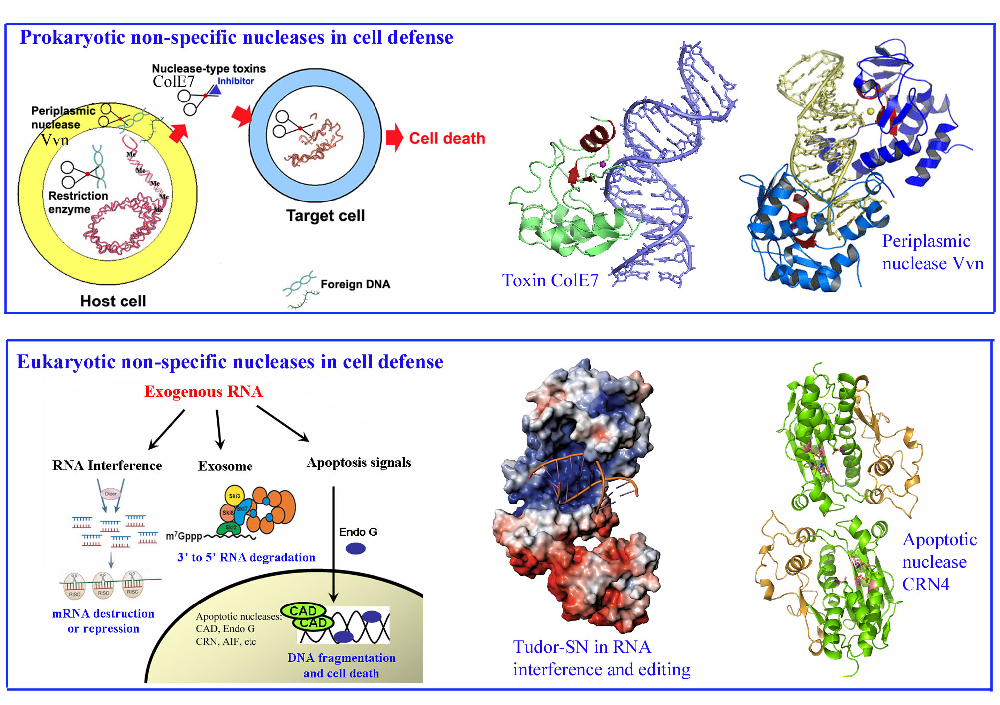 Prokaryotic non-specific nucleases in cell defense
Nuclease-type toxins
ColE7
Inhibitor
Periplasmic
nuclease
Vvn
Me
Me
Me
Me
Me
Restriction
enzyme
Host cell
Target cell
Cell death
Foreign DNA
Toxin ColE7
Periplasmic
nuclease Vvn
Eukaryotic non-specific nucleases in cell defense
Exogenous RNA
RNA Interference
Exosome
Apoptosis signals
Dicer
Ski3
Ski8
Ski7
Ski2
m⁷Gppp
3’ to 5’ RNA degradation
Endo G
RISC
RISC
RISC
mRNA destruction
or repression
Apoptotic nucleases:
CAD, Endo G
CRN, AIF, etc
CAD
CAD
DNA fragmentation
and cell death
Tudor-SN in RNA
interference and editing
Apoptotic
nuclease
CRN4